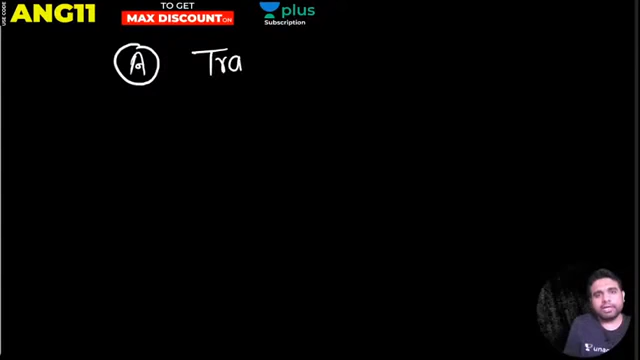 USE CODE
ANG11
TO GET
MAX DISCOUNT ON
plus
Subscription
A Tra